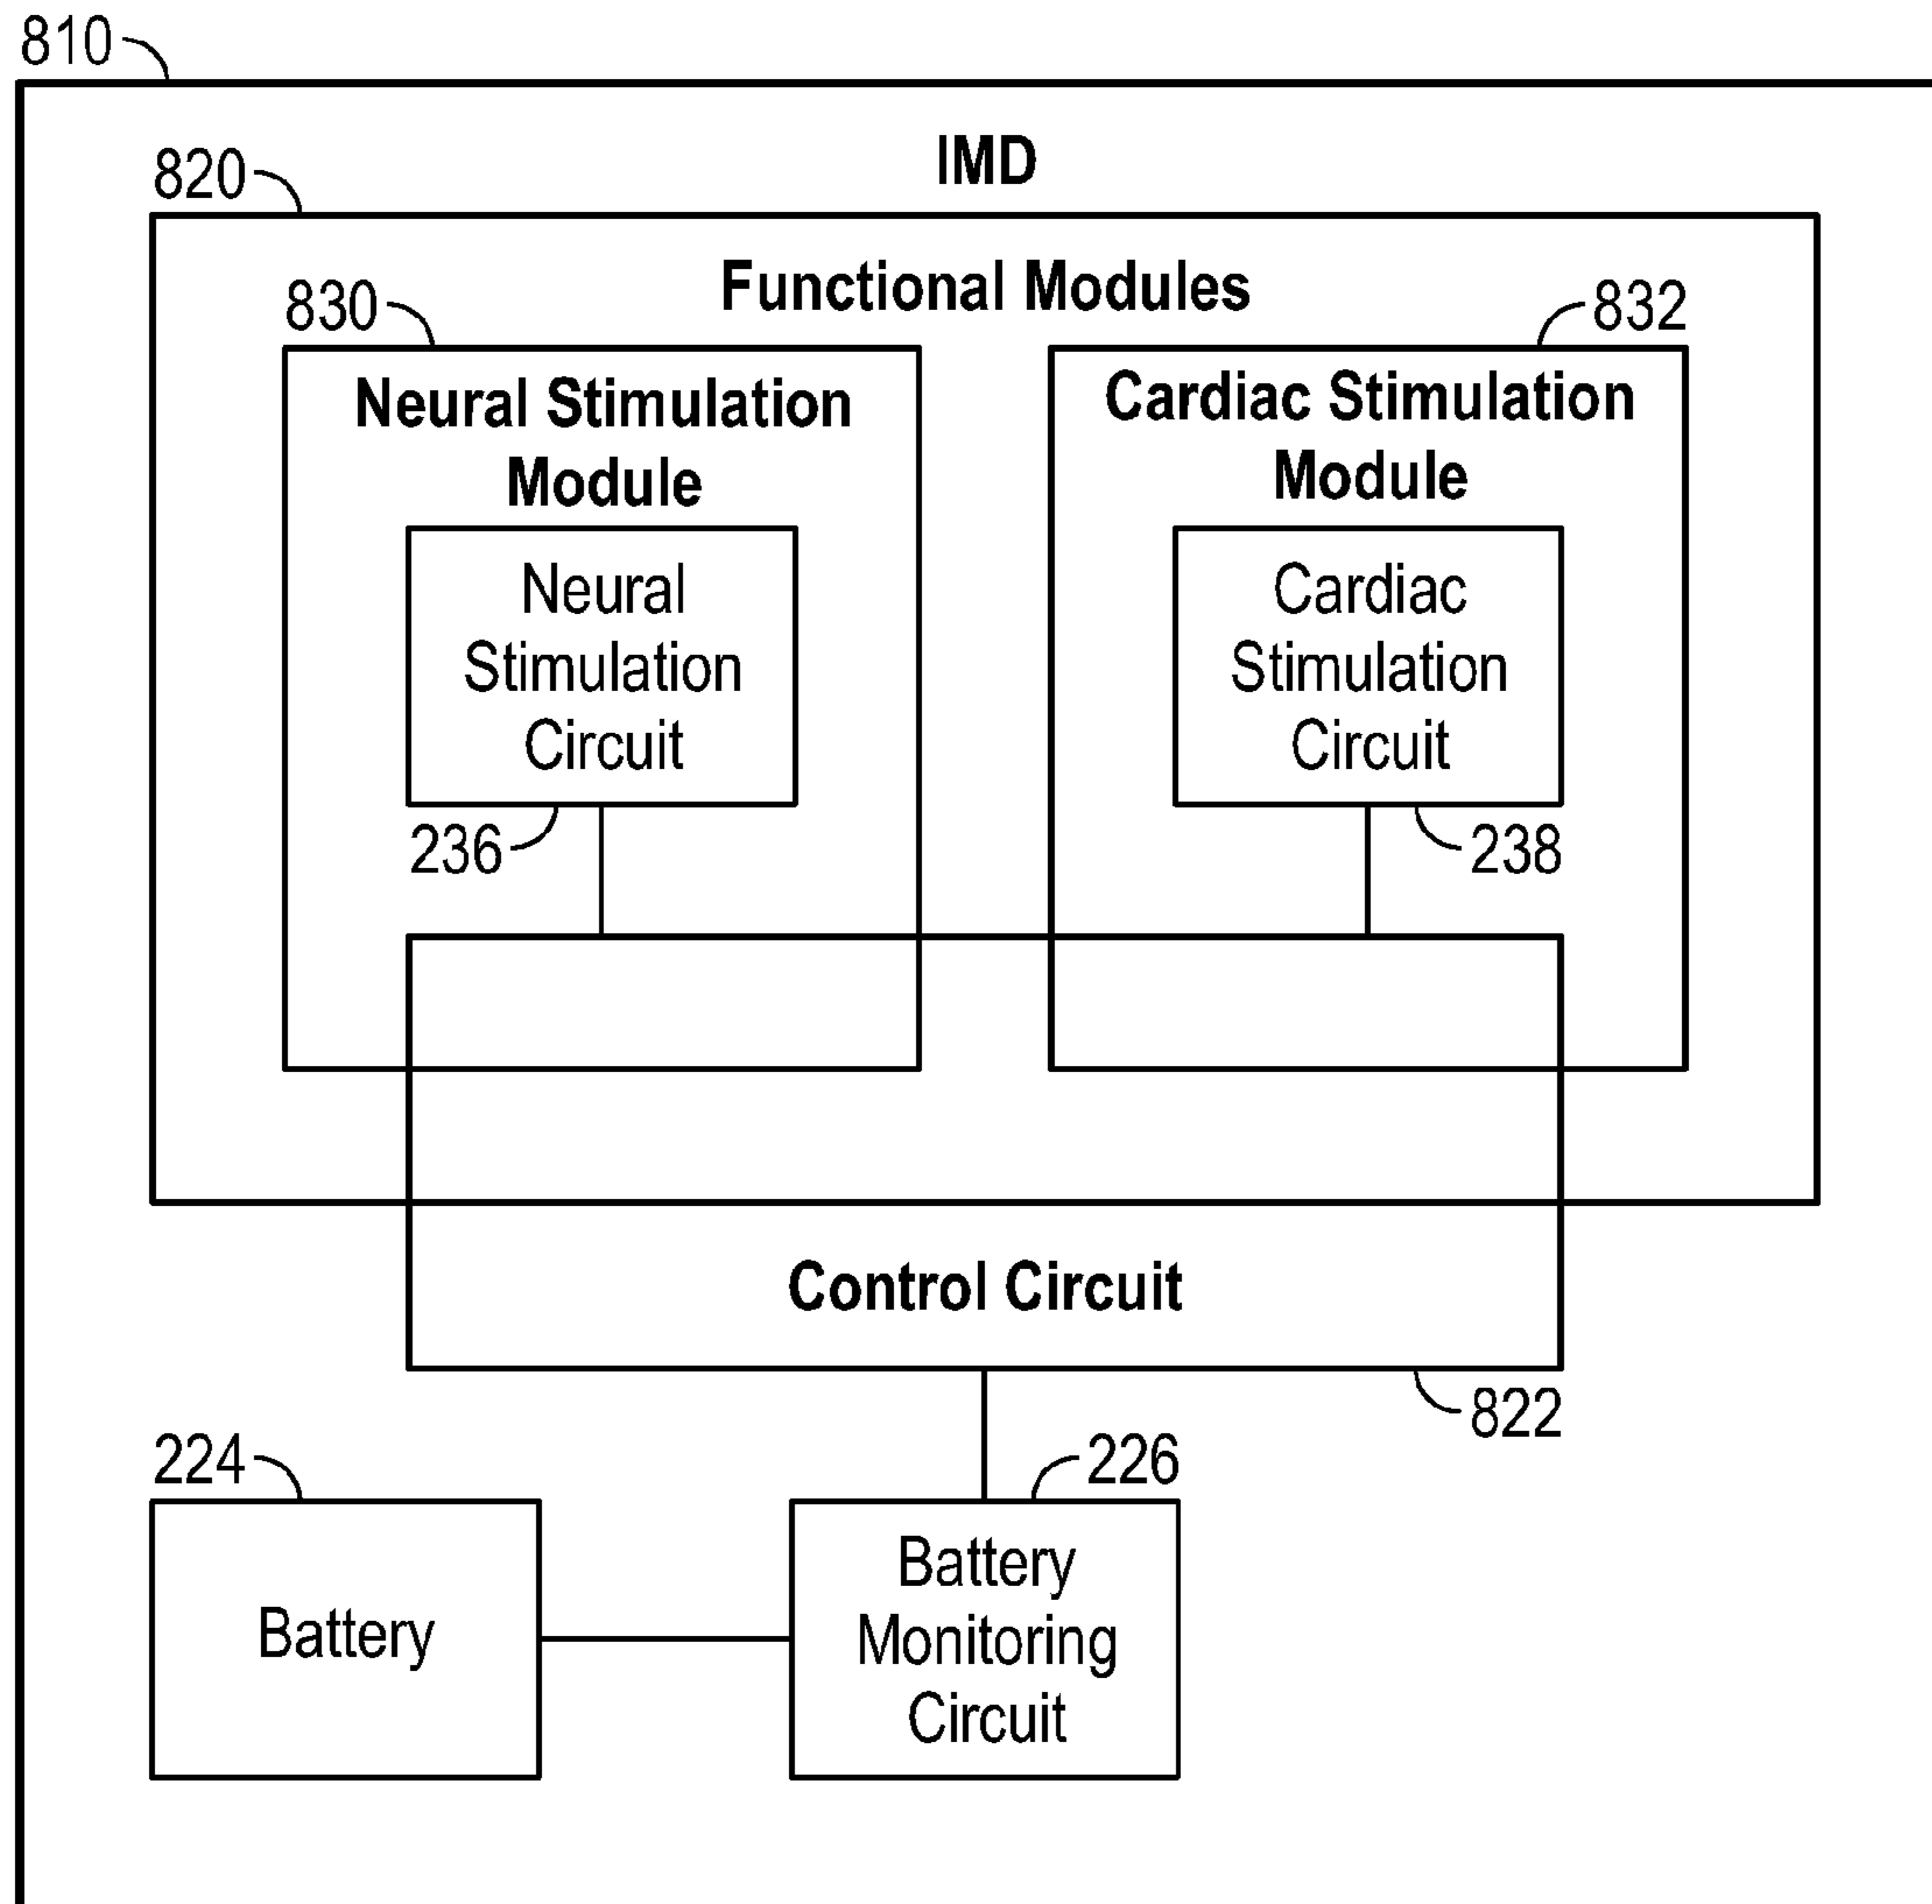 810
IMD
820
Functional Modules
830
832
Neural Stimulation
Module
Cardiac Stimulation
Module
Neural
Stimulation
Circuit
Cardiac
Stimulation
Circuit
236
238
Control Circuit
822
224
226
Battery
Battery
Monitoring
Circuit